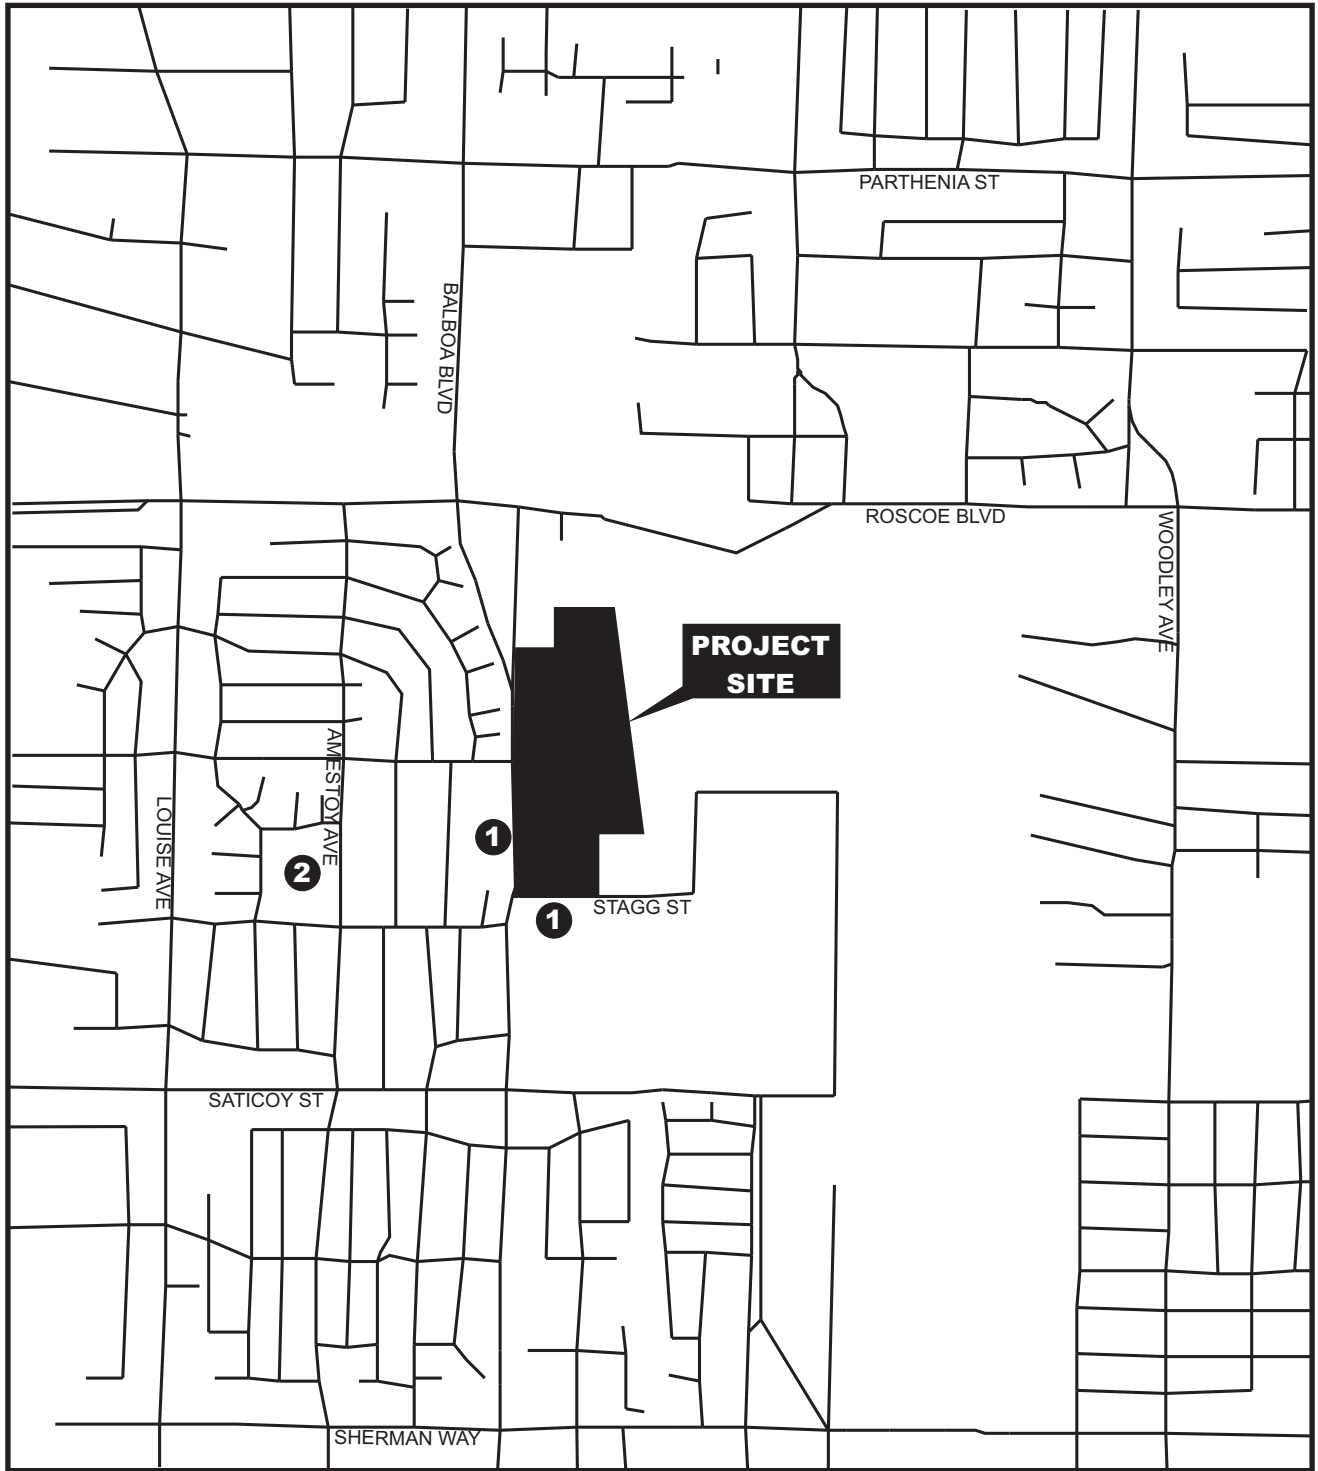 PARTHENIA ST
BALBOA BLVD
ROSCOE BLVD
WOODLEY AVE
PROJECT
SITE
AMESTOY AVE
LOUISE AVE
1
2
1
STAGG ST
SATICOY ST
SHERMAN WAY